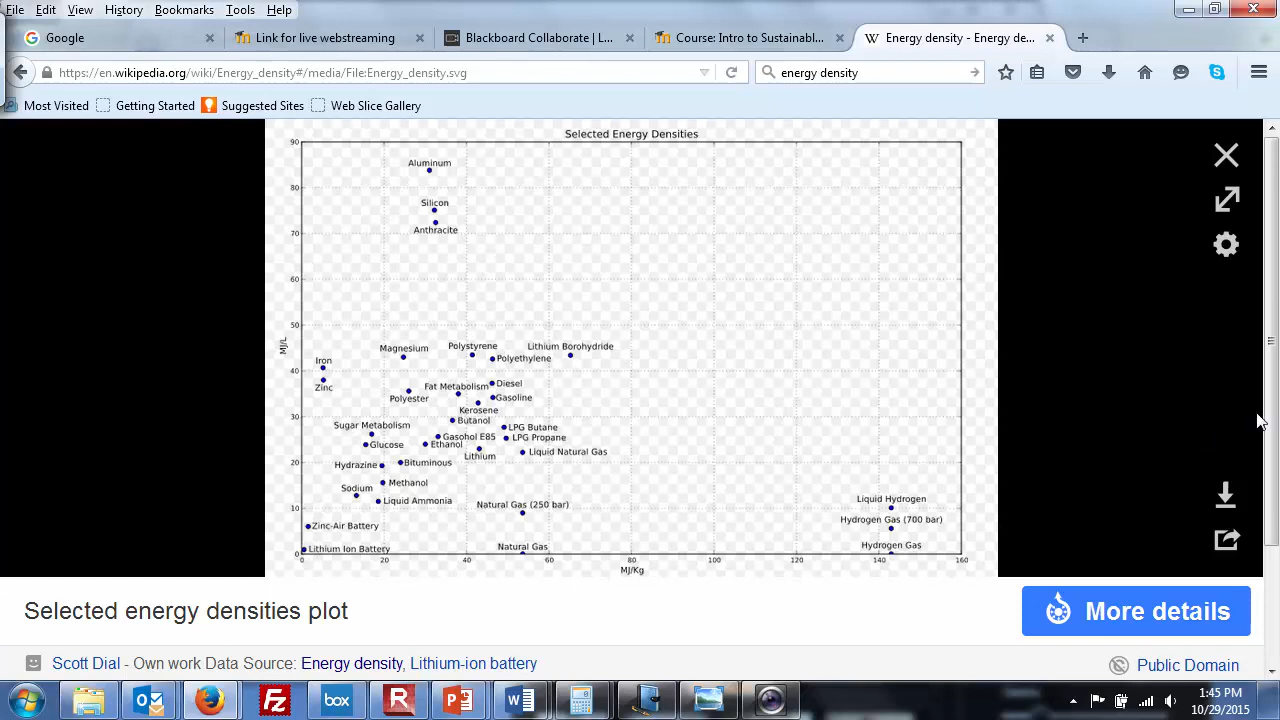 File Edit View History Bookmarks Tools Help
Google
Link for live webstreaming
Blackboard Collaborate | L...
Course: Intro to Sustainabl...
W Energy density - Energy de...
https://en.wikipedia.org/wiki/Energy_density#/media/File:Energy_density.svg
energy density
Most Visited Getting Started Suggested Sites Web Slice Gallery
Selected Energy Densities
90
80
70
60
50
40
30
20
10
0
MJ/L
Aluminum
Silicon
Anthracite
Magnesium
Polystyrene
Lithium Borohydride
Iron
Polyethylene
Zinc
Fat Metabolism
Diesel
Polyester
Gasoline
Kerosene
Sugar Metabolism
Butanol
LPG Butane
Glucose
Gasohol E85
LPG Propane
Ethanol
Liquid Natural Gas
Lithium
Hydrazine
Bituminous
Methanol
Sodium
Liquid Ammonia
Natural Gas (250 bar)
Liquid Hydrogen
Zinc-Air Battery
Hydrogen Gas (700 bar)
Lithium Ion Battery
Natural Gas
Hydrogen Gas
0 20 40 60 80 100 120 140 160
MJ/Kg
Selected energy densities plot
More details
Scott Dial - Own work Data Source: Energy density, Lithium-ion battery
Public Domain
box
1:45 PM
10/29/2015